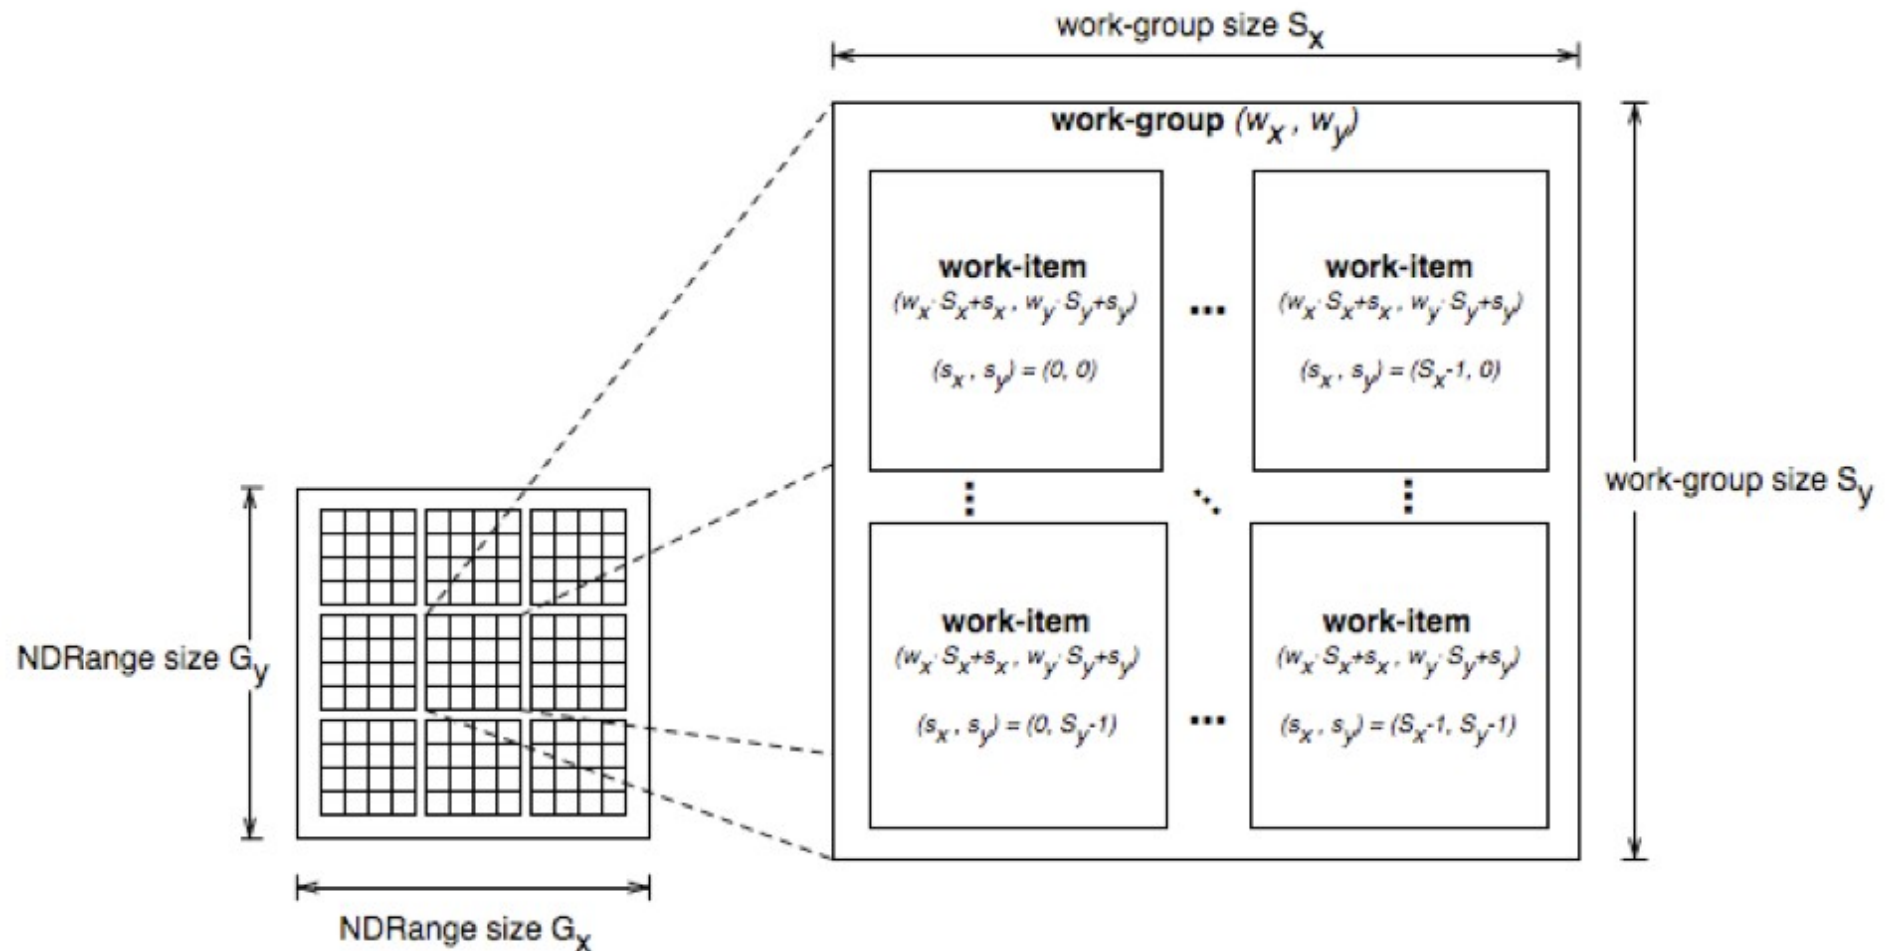 work-group size Sx
work-group (wx, wy)
work-item
(wx·Sx+sx, wy·Sy+sy)
(sx, sy) = (0, 0)
...
work-item
(wx·Sx+sx, wy·Sy+sy)
(sx, sy) = (Sx-1, 0)
work-group size Sy
work-item
(wx·Sx+sx, wy·Sy+sy)
(sx, sy) = (0, Sy-1)
...
work-item
(wx·Sx+sx, wy·Sy+sy)
(sx, sy) = (Sx-1, Sy-1)
NDRange size Gy
NDRange size Gx